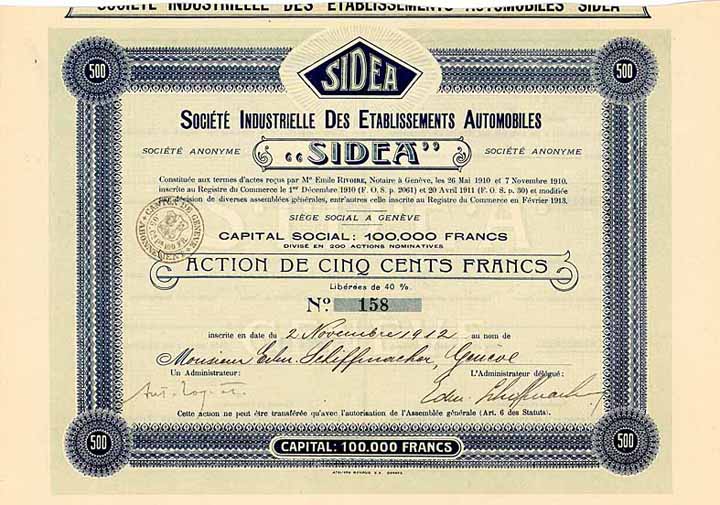 SOCIÉTÉ INDUSTRIELLE DES ETABLISSEMENTS AUTOMOBILES SIDEA
500
500
SIDEA
SOCIÉTÉ INDUSTRIELLE DES ETABLISSEMENTS AUTOMOBILES
SOCIÉTÉ ANONYME
"SIDEA"
SOCIÉTÉ ANONYME
Constituée aux termes d'actes reçus par Me Emile RIVOIRE, Notaire à Genève, les 26 Mai 1910 et 7 Novembre 1910,
inscrite au Registre du Commerce le 1er Décembre 1910 (F. O. S. p. 2061) et 20 Avril 1911 (F. O. S. p. 30) et modifiée
par décision de diverses assemblées générales, entr'autres celle inscrite au Registre du Commerce en Février 1913.
CANTON DE GENÈVE
SIÈGE SOCIAL A GENÈVE
CAPITAL SOCIAL: 100.000 FRANCS
DIVISÉ EN 200 ACTIONS NOMINATIVES
ACTION DE CINQ CENTS FRANCS
Libérées de 40 %.
No. 158
inscrite en date du 2 Novembre 1912 au nom de
Monsieur Edm. Schiffmacher, Genève
Un Administrateur:
L'Administrateur délégué:
Edm. Schiffmacher
Cette action ne peut être transférée qu'avec l'autorisation de l'Assemblée générale (Art. 6 des Statuts).
500
500
CAPITAL: 100.000 FRANCS